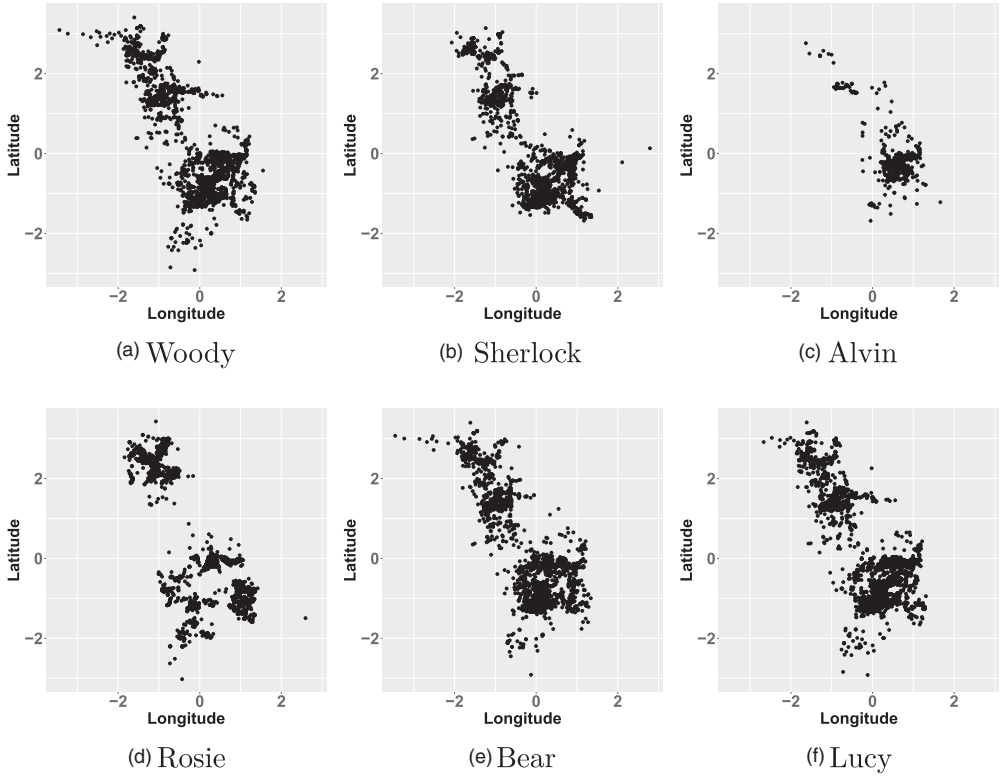 Latitude
2
0
−2
−2 0 2
Longitude
(a) Woody
Latitude
2
0
−2
−2 0 2
Longitude
(b) Sherlock
Latitude
2
0
−2
−2 0 2
Longitude
(c) Alvin
Latitude
2
0
−2
−2 0 2
Longitude
(d) Rosie
Latitude
2
0
−2
−2 0 2
Longitude
(e) Bear
Latitude
2
0
−2
−2 0 2
Longitude
(f) Lucy